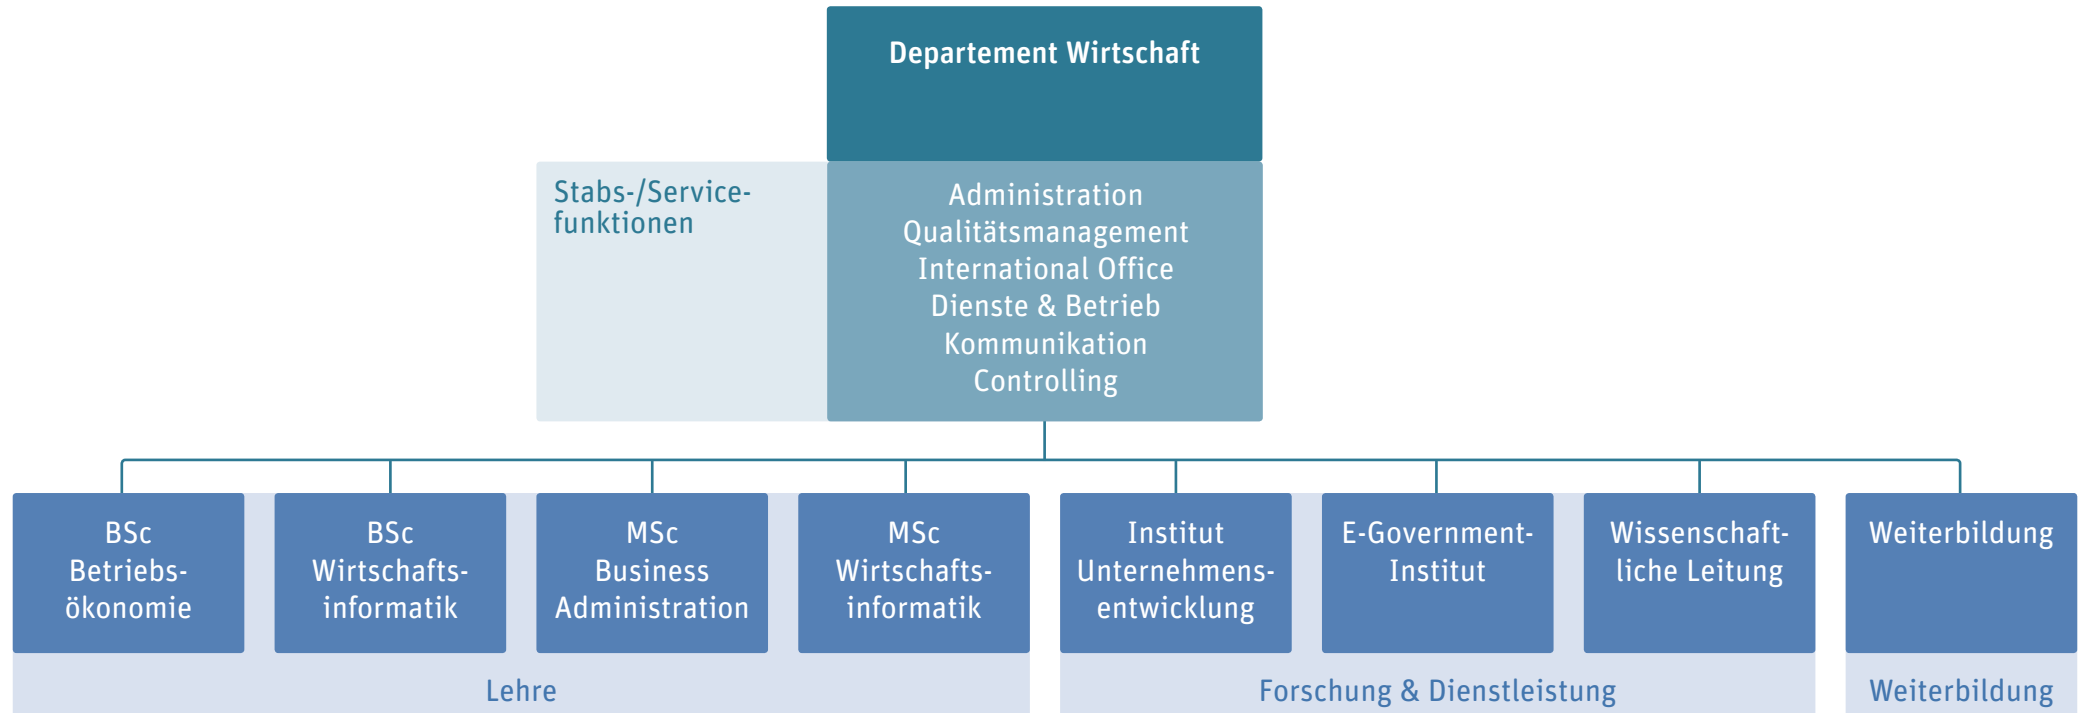 Departement Wirtschaft
Stabs-/Service-
funktionen
Administration
Qualitätsmanagement
International Office
Dienste & Betrieb
Kommunikation
Controlling
BSc
Betriebs-
ökonomie
BSc
Wirtschafts-
informatik
MSc
Business
Administration
MSc
Wirtschafts-
informatik
Institut
Unternehmens-
entwicklung
E-Government-
Institut
Wissenschaft-
liche Leitung
Weiterbildung
Lehre
Forschung & Dienstleistung
Weiterbildung